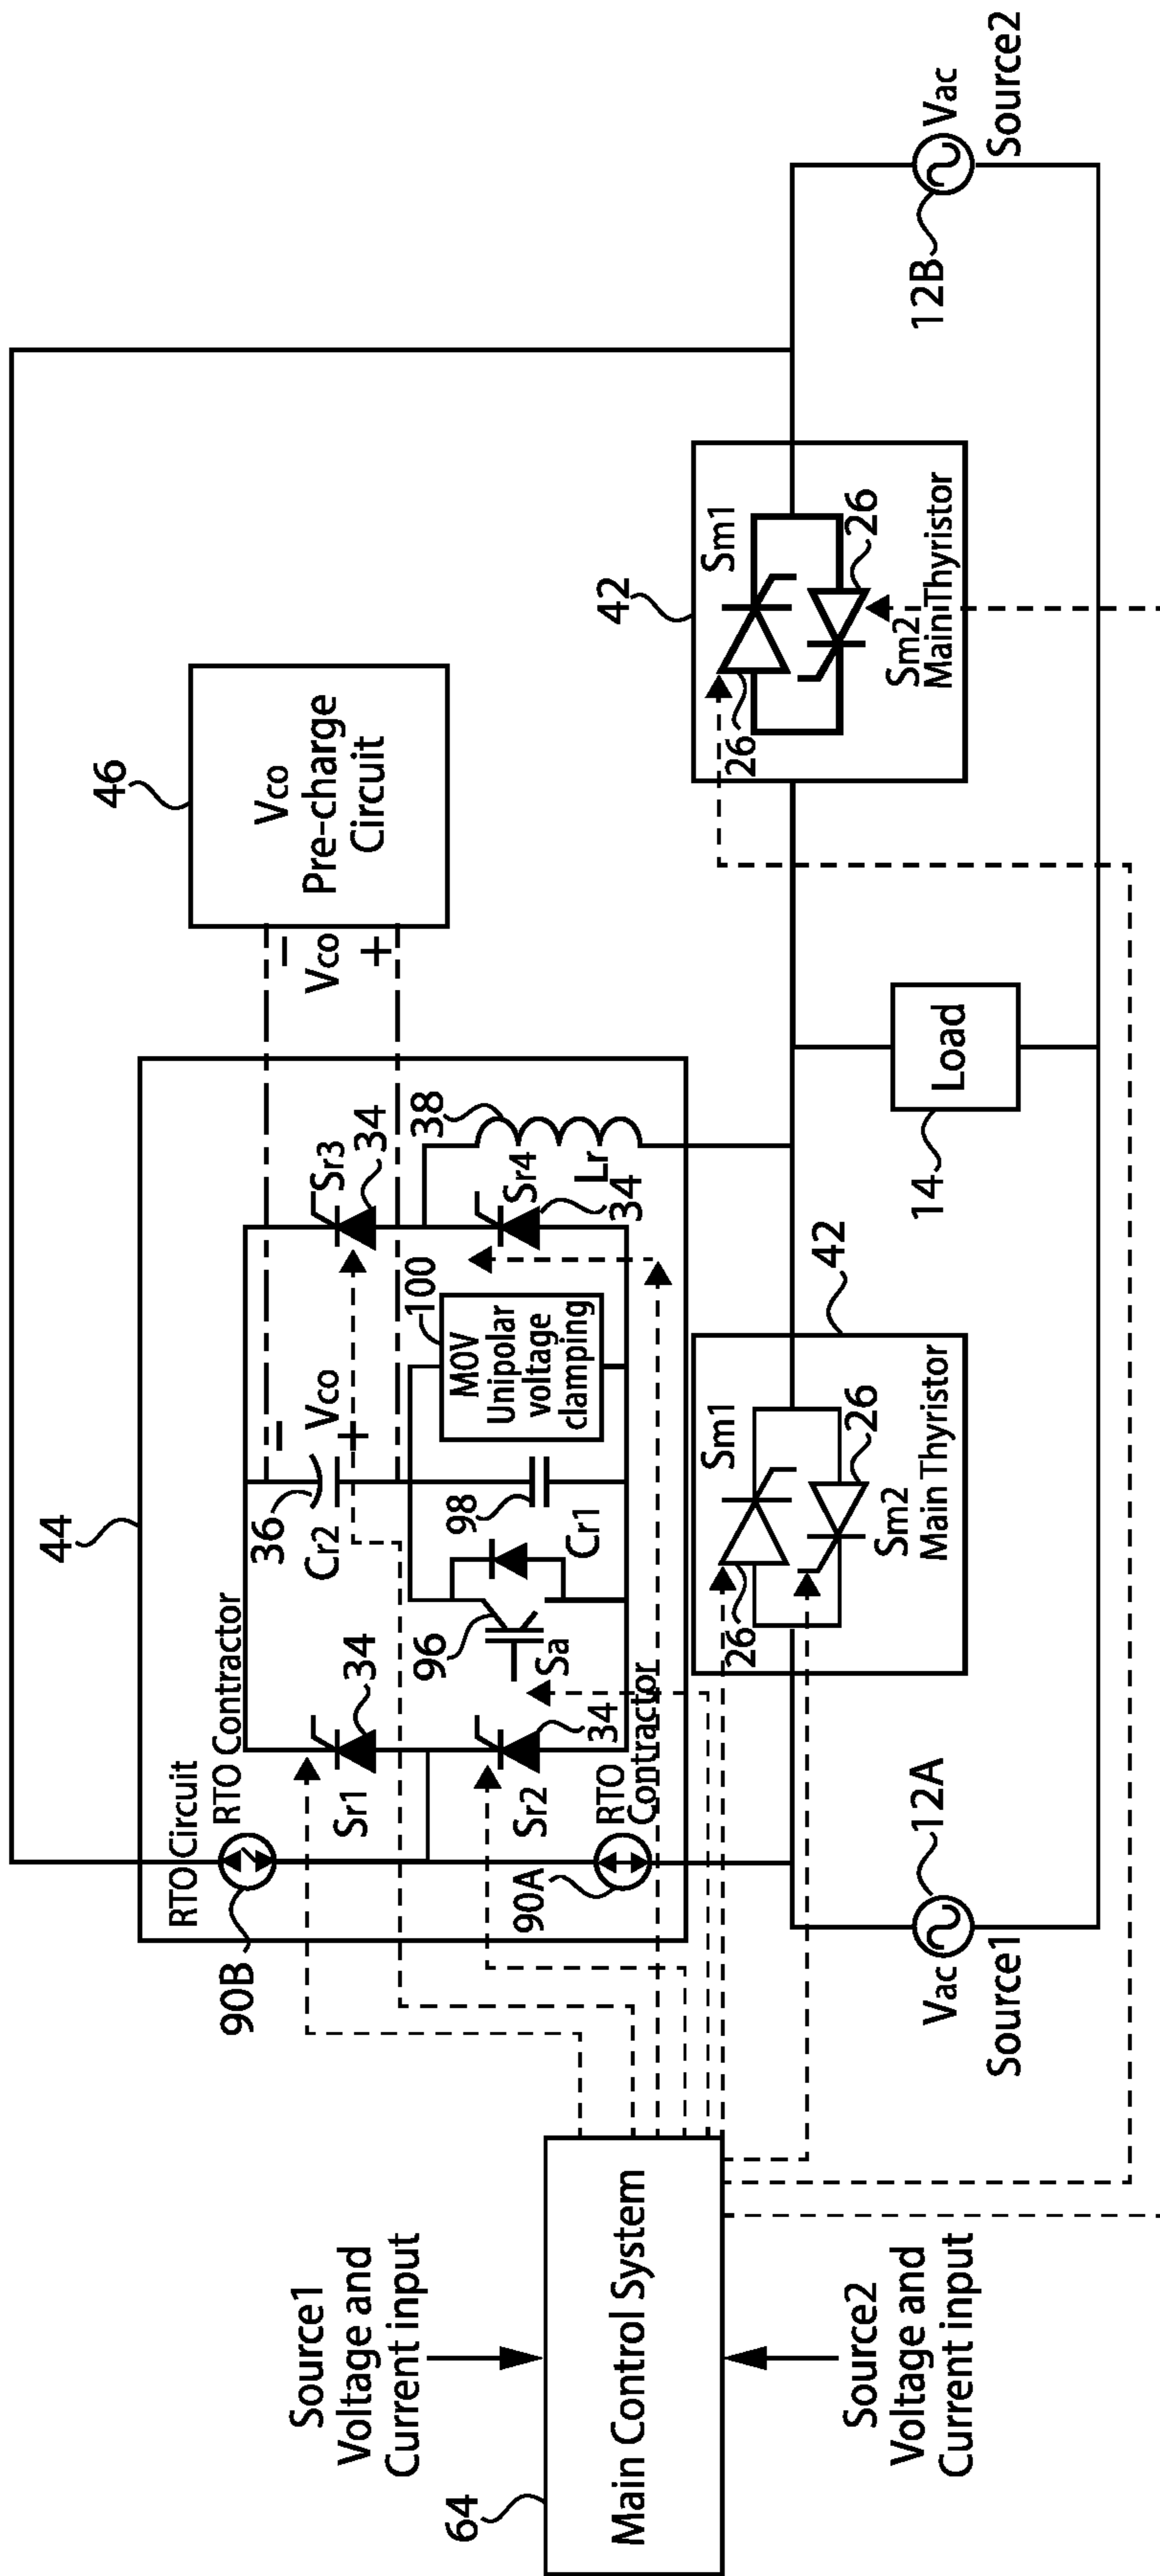 44
RTO Circuit
90B
RTO Contractor
Sr1
34
36
Cr2
Vco
Sr3
34
46
Vco
Pre-charge
Circuit
Vco
Sr2
34
RTO
Contractor
90A
96
Sa
98
Cr1
100
MOV
Unipolar
voltage
clamping
Sr4
34
38
Lr
Source1
Voltage and
Current input
64
Main Control System
Source2
Voltage and
Current input
42
Sm1
26
26
Sm2
Main Thyristor
42
Sm1
26
26
Sm2
Main Thyristor
Vac
Source1
12A
14
Load
12B
Vac
Source2